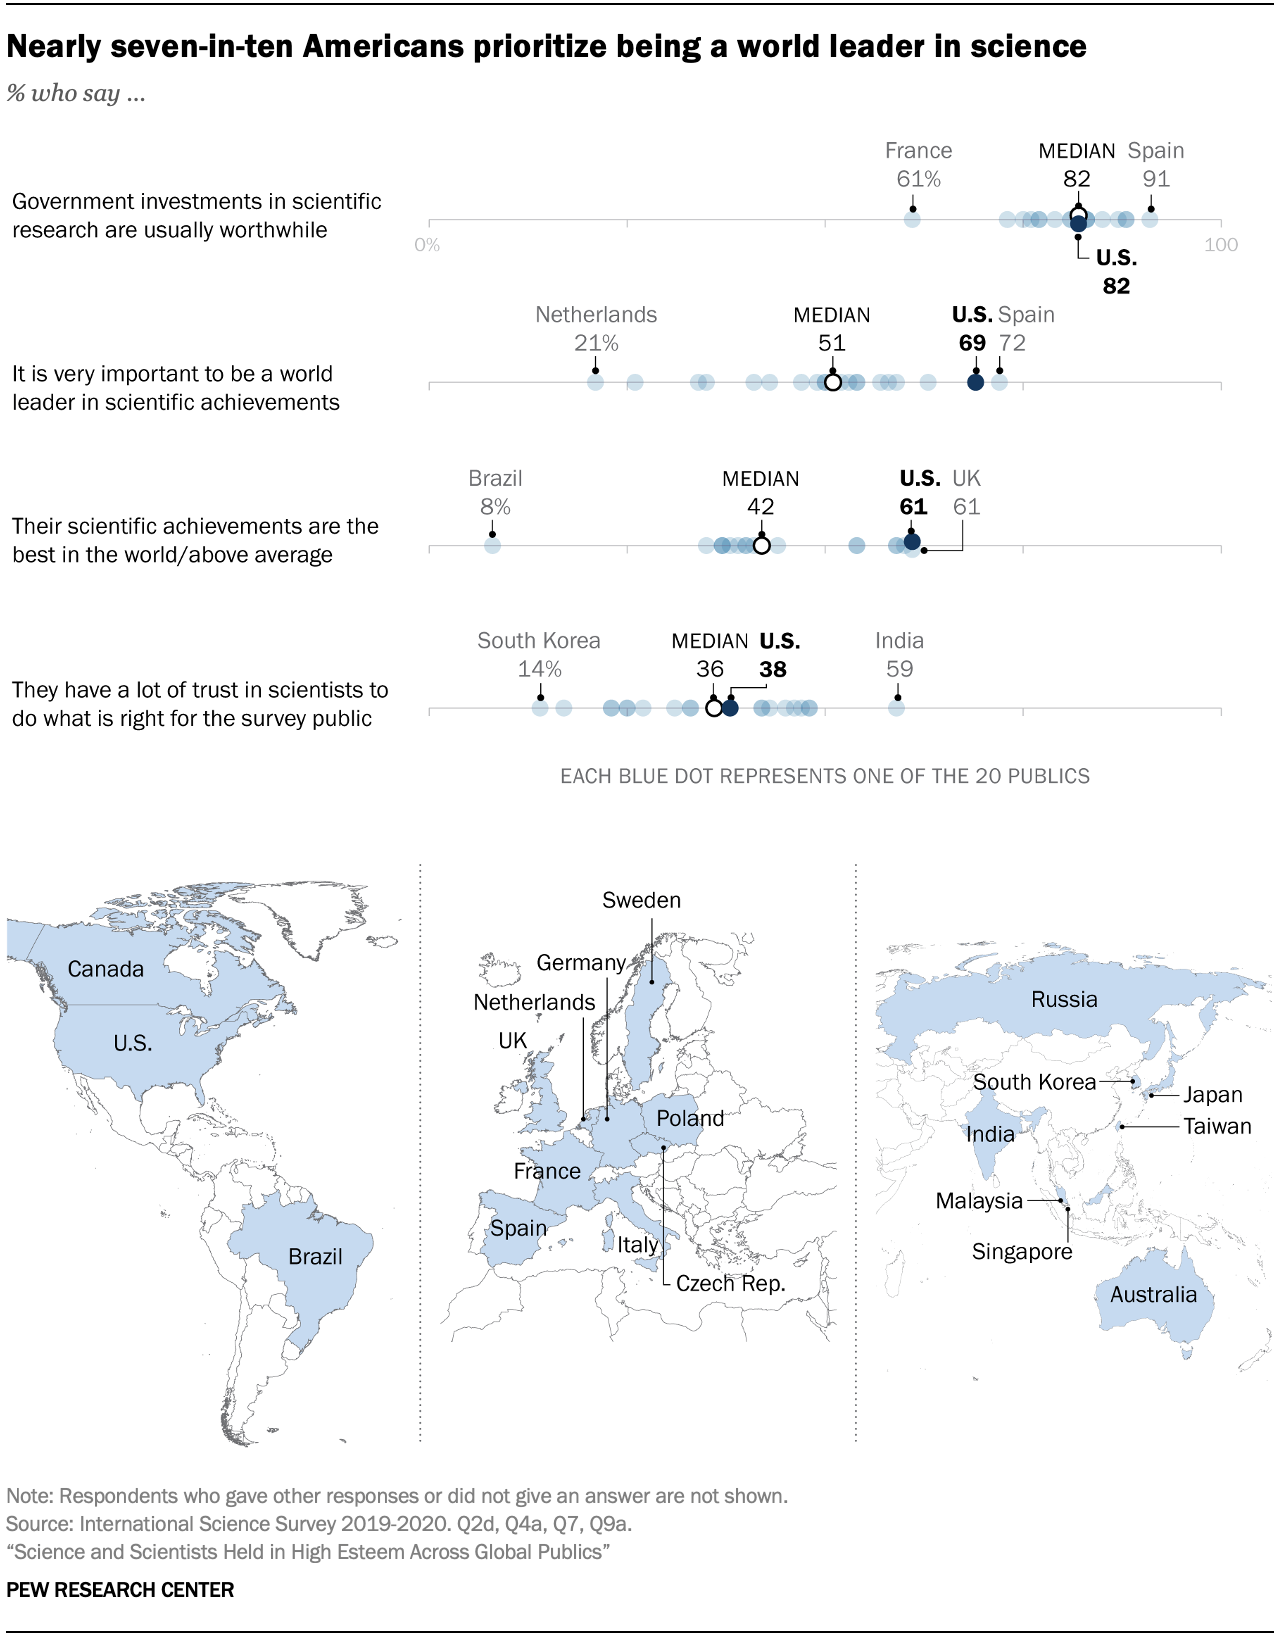 Nearly seven-in-ten Americans prioritize being a world leader in science
% who say ...
France MEDIAN Spain
61% 82 91
Government investments in scientific
research are usually worthwhile
0% 100
U.S.
82
Netherlands MEDIAN U.S. Spain
21% 51 69 72
It is very important to be a world
leader in scientific achievements
Brazil MEDIAN U.S. UK
8% 42 61 61
Their scientific achievements are the
best in the world/above average
South Korea MEDIAN U.S. India
14% 36 38 59
They have a lot of trust in scientists to
do what is right for the survey public
EACH BLUE DOT REPRESENTS ONE OF THE 20 PUBLICS
Canada
U.S.
Brazil
Sweden
Germany
Netherlands
UK
Poland
France
Spain
Italy
Czech Rep.
Russia
South Korea
Japan
Taiwan
India
Malaysia
Singapore
Australia
Note: Respondents who gave other responses or did not give an answer are not shown.
Source: International Science Survey 2019-2020. Q2d, Q4a, Q7, Q9a.
“Science and Scientists Held in High Esteem Across Global Publics”
PEW RESEARCH CENTER